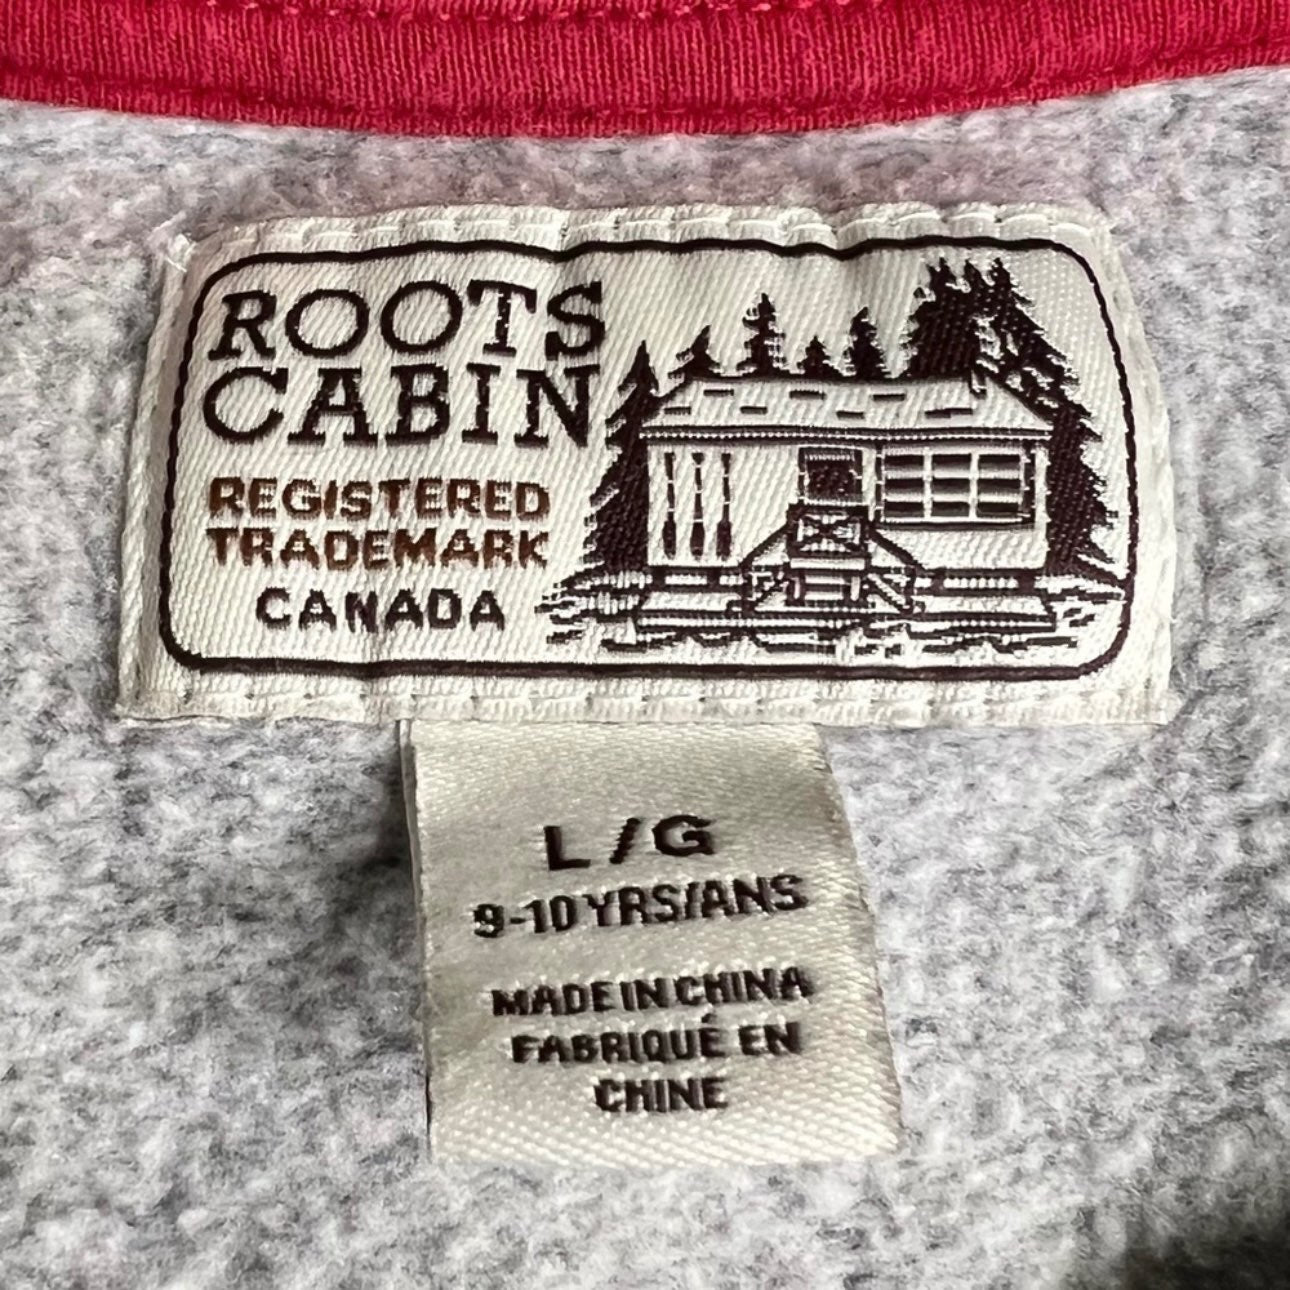 ROOTS
CABIN
REGISTERED
TRADEMARK
CANADA
L/G
9-10 YRS/ANS
MADE IN CHINA
FABRIQUÉ EN
CHINE